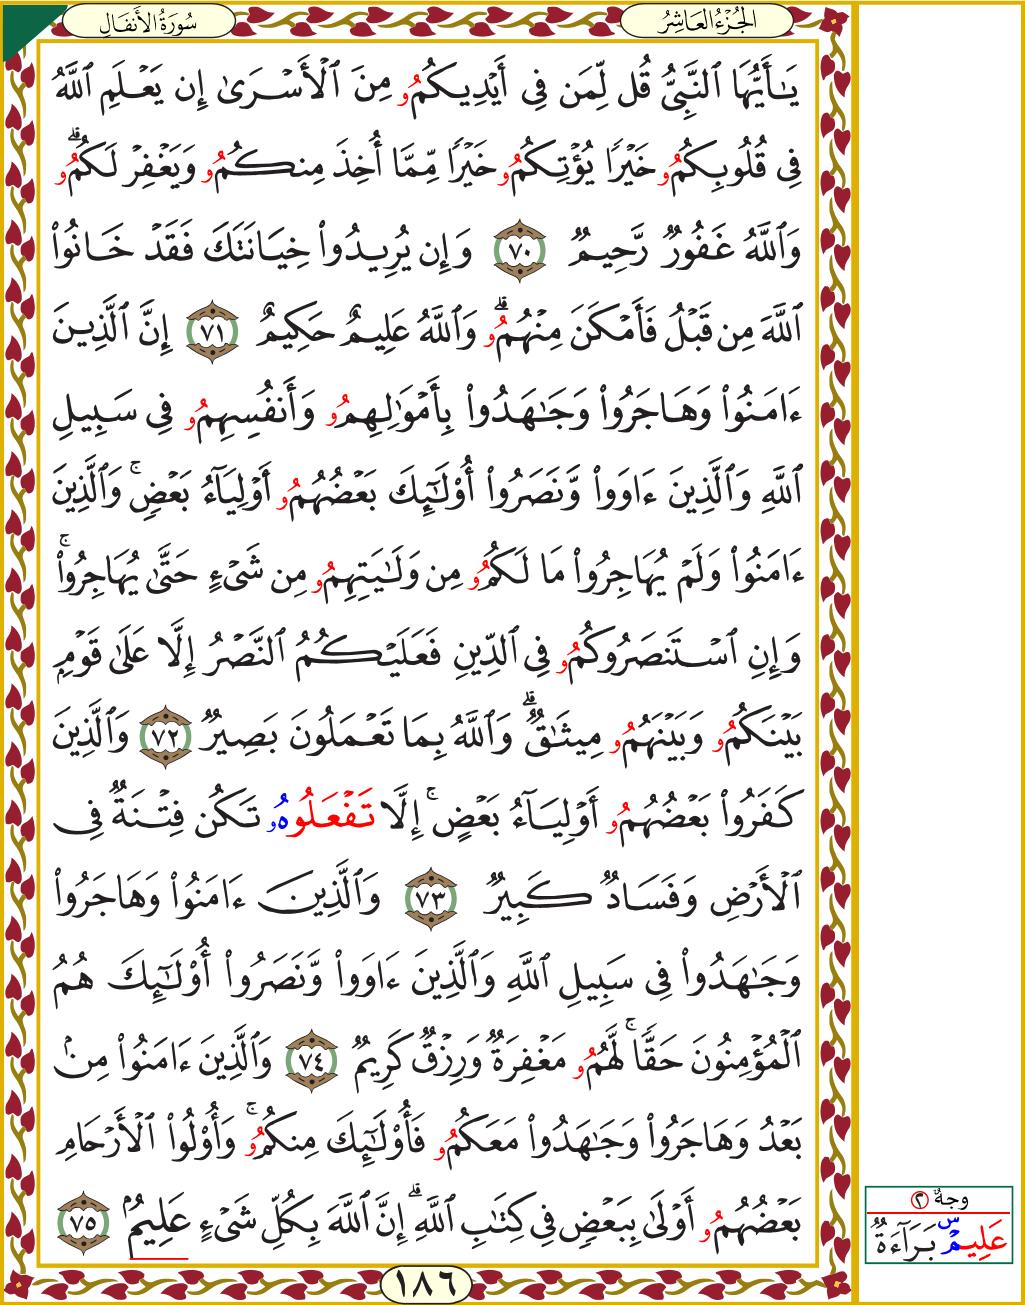 سُورَةُ الأَنفَال
الجُزْءُ العَاشِرُ
يَـٰٓأَيُّهَا ٱلنَّبِىُّ قُل لِّمَن فِىٓ أَيْدِيكُمُۥ مِنَ ٱلْأَسْرَىٰٓ إِن يَعْلَمِ ٱللَّهُ
فِى قُلُوبِكُمُۥ خَيْرًا يُؤْتِكُمُۥ خَيْرًا مِّمَّآ أُخِذَ مِنكُمُۥ وَيَغْفِرْ لَكُمُۥۗ
وَٱللَّهُ غَفُورٌ رَّحِيمٌ ٧٠ وَإِن يُرِيدُوا۟ خِيَانَتَكَ فَقَدْ خَانُوا۟
ٱللَّهَ مِن قَبْلُ فَأَمْكَنَ مِنْهُمُۥۗ وَٱللَّهُ عَلِيمٌ حَكِيمٌ ٧١ إِنَّ ٱلَّذِينَ
ءَامَنُوا۟ وَهَاجَرُوا۟ وَجَـٰهَدُوا۟ بِأَمْوَٰلِهِمُۥ وَأَنفُسِهِمُۥ فِى سَبِيلِ
ٱللَّهِ وَٱلَّذِينَ ءَاوَوا۟ وَّنَصَرُوٓا۟ أُو۟لَـٰٓئِكَ بَعْضُهُمُۥ أَوْلِيَآءُ بَعْضٍۚ وَٱلَّذِينَ
ءَامَنُوا۟ وَلَمْ يُهَاجِرُوا۟ مَا لَكُمُۥ مِن وَلَـٰيَتِهِمُۥ مِن شَىْءٍ حَتَّىٰ يُهَاجِرُوا۟ۚ
وَإِنِ ٱسْتَنصَرُوكُمُۥ فِى ٱلدِّينِ فَعَلَيْكُمُ ٱلنَّصْرُ إِلَّا عَلَىٰ قَوْمٍۭ
بَيْنَكُمُۥ وَبَيْنَهُمُۥ مِيثَـٰقٌۗ وَٱللَّهُ بِمَا تَعْمَلُونَ بَصِيرٌ ٧٢ وَٱلَّذِينَ
كَفَرُوا۟ بَعْضُهُمُۥ أَوْلِيَآءُ بَعْضٍۚ إِلَّا تَفْعَلُوهُۥ تَكُن فِتْنَةٌ فِى
ٱلْأَرْضِ وَفَسَادٌ كَبِيرٌ ٧٣ وَٱلَّذِينَ ءَامَنُوا۟ وَهَاجَرُوا۟
وَجَـٰهَدُوا۟ فِى سَبِيلِ ٱللَّهِ وَٱلَّذِينَ ءَاوَوا۟ وَّنَصَرُوٓا۟ أُو۟لَـٰٓئِكَ هُمُ
ٱلْمُؤْمِنُونَ حَقًّاۚ لَّهُمُۥ مَغْفِرَةٌ وَرِزْقٌ كَرِيمٌ ٧٤ وَٱلَّذِينَ ءَامَنُوا۟ مِنۢ
بَعْدُ وَهَاجَرُوا۟ وَجَـٰهَدُوا۟ مَعَكُمُۥ فَأُو۟لَـٰٓئِكَ مِنكُمُۥۚ وَأُو۟لُوا۟ ٱلْأَرْحَامِ
بَعْضُهُمُۥ أَوْلَىٰ بِبَعْضٍ فِى كِتَـٰبِ ٱللَّهِۗ إِنَّ ٱللَّهَ بِكُلِّ شَىْءٍ عَلِيمٌۢ ٧٥
وجهٌ ٢
عَلِيمٌ س بَرَآءَةٌ
١٨٦